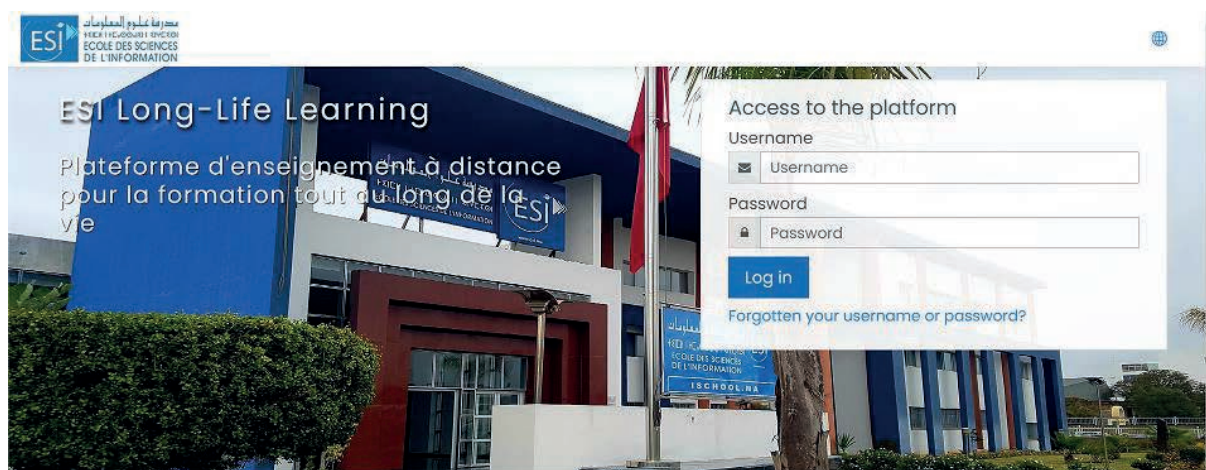 ESI
مدرسة علوم المعلومات
ECOLE DES SCIENCES
DE L'INFORMATION
ESI Long-Life Learning
Plateforme d'enseignement à distance
pour la formation tout au long de la
vie
Access to the platform
Username
Username
Password
Password
Log in
Forgotten your username or password?
ESI
ECOLE DES SCIENCES
DE L'INFORMATION
ISCHOOL.MA